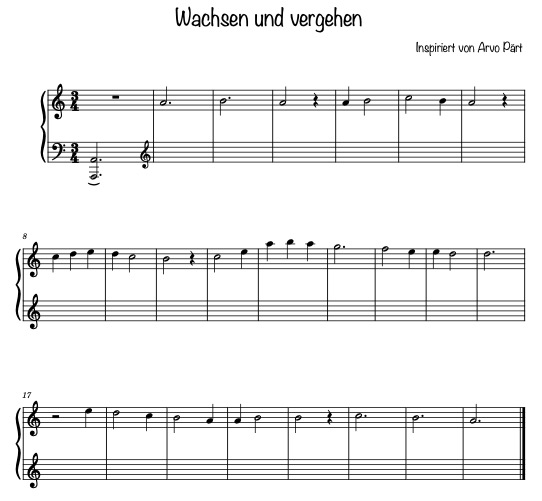 Wachsen und vergehen
Inspiriert von Arvo Pärt
8
17